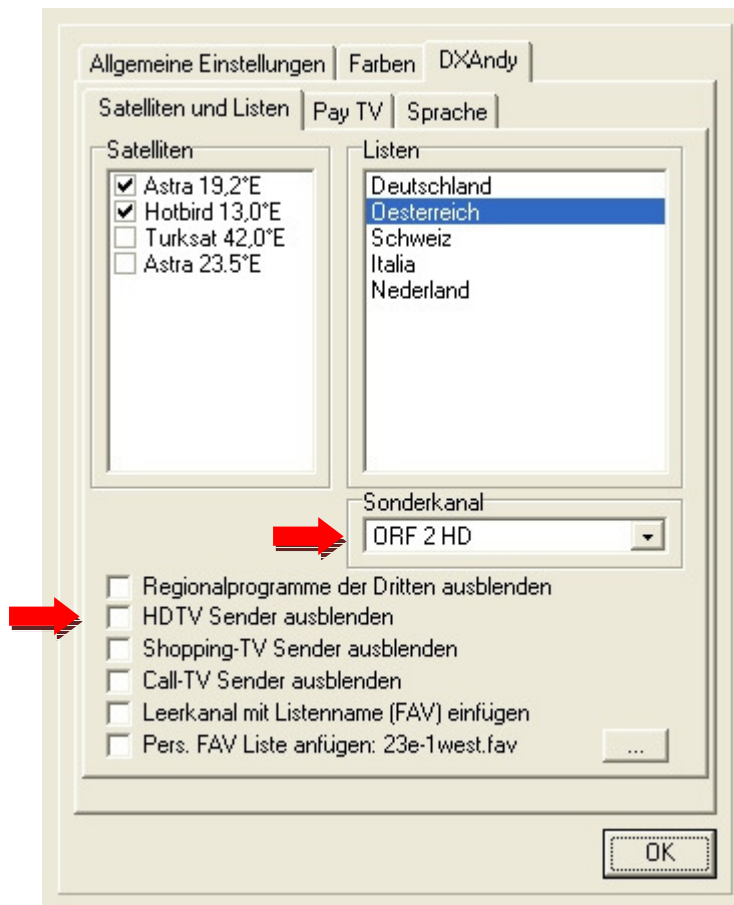 Allgemeine Einstellungen Farben DXAndy
Satelliten und Listen Pay TV Sprache
Satelliten
Astra 19,2°E
Hotbird 13,0°E
Turksat 42,0°E
Astra 23.5°E
Listen
Deutschland
Oesterreich
Schweiz
Italia
Nederland
Sonderkanal
ORF 2 HD
Regionalprogramme der Dritten ausblenden
HDTV Sender ausblenden
Shopping-TV Sender ausblenden
Call-TV Sender ausblenden
Leerkanal mit Listenname (FAV) einfügen
Pers. FAV Liste anfügen: 23e-1west.fav ...
OK